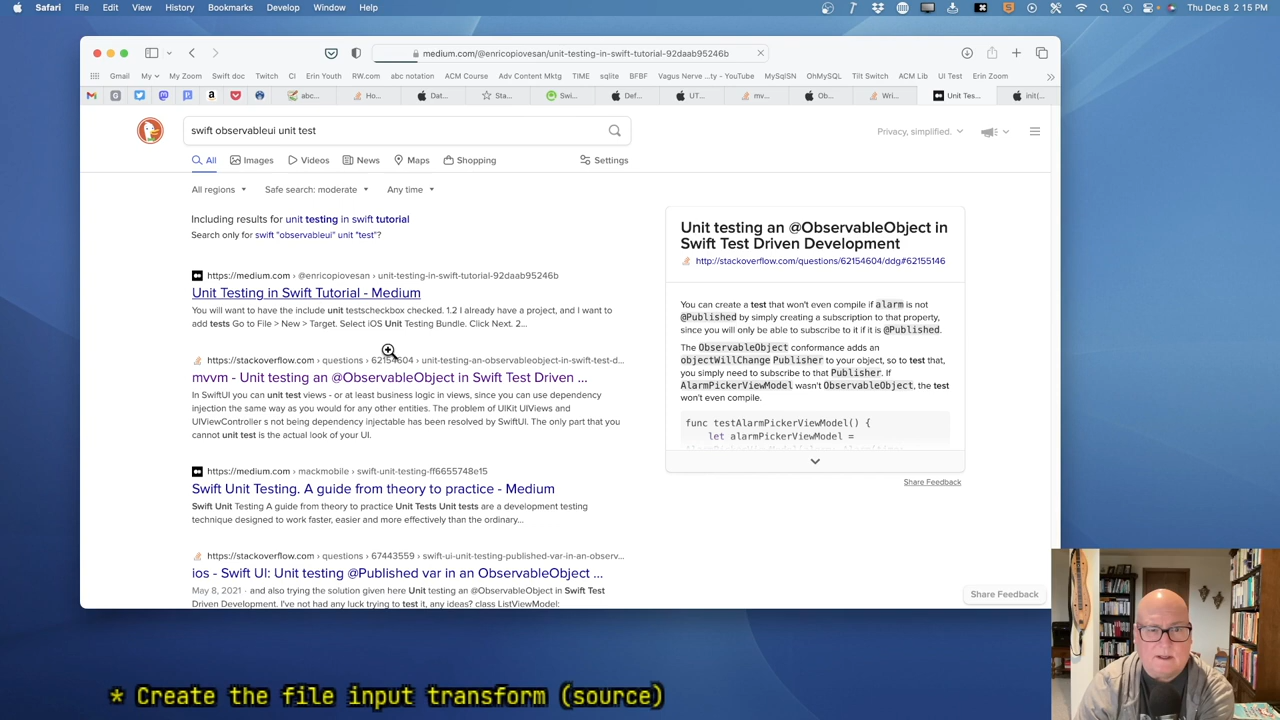 Safari File Edit View History Bookmarks Develop Window Help
Thu Dec 8 2:15 PM
medium.com/@enricopiovesan/unit-testing-in-swift-tutorial-92daab95246b
Gmail My Zoom Swift doc Twitch CI Erin Youth RW.com abc notation ACM Course Adv Content Mktg TIME sqlite BFBF Vagus Nerve ...ty - YouTube MySqlSN OhMySQL Tilt Switch ACM Lib UI Test Erin Zoom
abc... Ho... Dat... Sta... Swi... Def... UT... mv... Ob... Wri... Unit Tes... init(...
swift observableui unit test
Privacy, simplified.
All Images Videos News Maps Shopping Settings
All regions Safe search: moderate Any time
Including results for unit testing in swift tutorial
Search only for swift "observableui" unit "test"?
https://medium.com › @enricopiovesan › unit-testing-in-swift-tutorial-92daab95246b
Unit Testing in Swift Tutorial - Medium
You will want to have the include unit testscheckbox checked. 1.2 I already have a project, and I want to
add tests Go to File > New > Target. Select iOS Unit Testing Bundle. Click Next. 2...
https://stackoverflow.com › questions › 62154604 › unit-testing-an-observableobject-in-swift-test-d...
mvvm - Unit testing an @ObservableObject in Swift Test Driven ...
In SwiftUI you can unit test views - or at least business logic in views, since you can use dependency
injection the same way as you would for any other entities. The problem of UIKit UIViews and
UIViewController s not being dependency injectable has been resolved by SwiftUI. The only part that you
cannot unit test is the actual look of your UI.
https://medium.com › mackmobile › swift-unit-testing-ff6655748e15
Swift Unit Testing. A guide from theory to practice - Medium
Swift Unit Testing A guide from theory to practice Unit Tests Unit tests are a development testing
technique designed to work faster, easier and more effectively than the ordinary...
https://stackoverflow.com › questions › 67443559 › swift-ui-unit-testing-published-var-in-an-observ...
ios - Swift UI: Unit testing @Published var in an ObservableObject ...
May 8, 2021 · and also trying the solution given here Unit testing an @ObservableObject in Swift Test
Driven Development. I've not had any luck trying to test it, any ideas? class ListViewModel:
Unit testing an @ObservableObject in
Swift Test Driven Development
http://stackoverflow.com/questions/62154604/ddg#62155146
You can create a test that won't even compile if alarm is not
@Published by simply creating a subscription to that property,
since you will only be able to subscribe to it if it is @Published.
The ObservableObject conformance adds an
objectWillChange Publisher to your object, so to test that,
you simply need to subscribe to that Publisher. If
AlarmPickerViewModel wasn't ObservableObject, the test
won't even compile.
func testAlarmPickerViewModel() {
let alarmPickerViewModel =
Share Feedback
Share Feedback
* Create the file input transform (source)